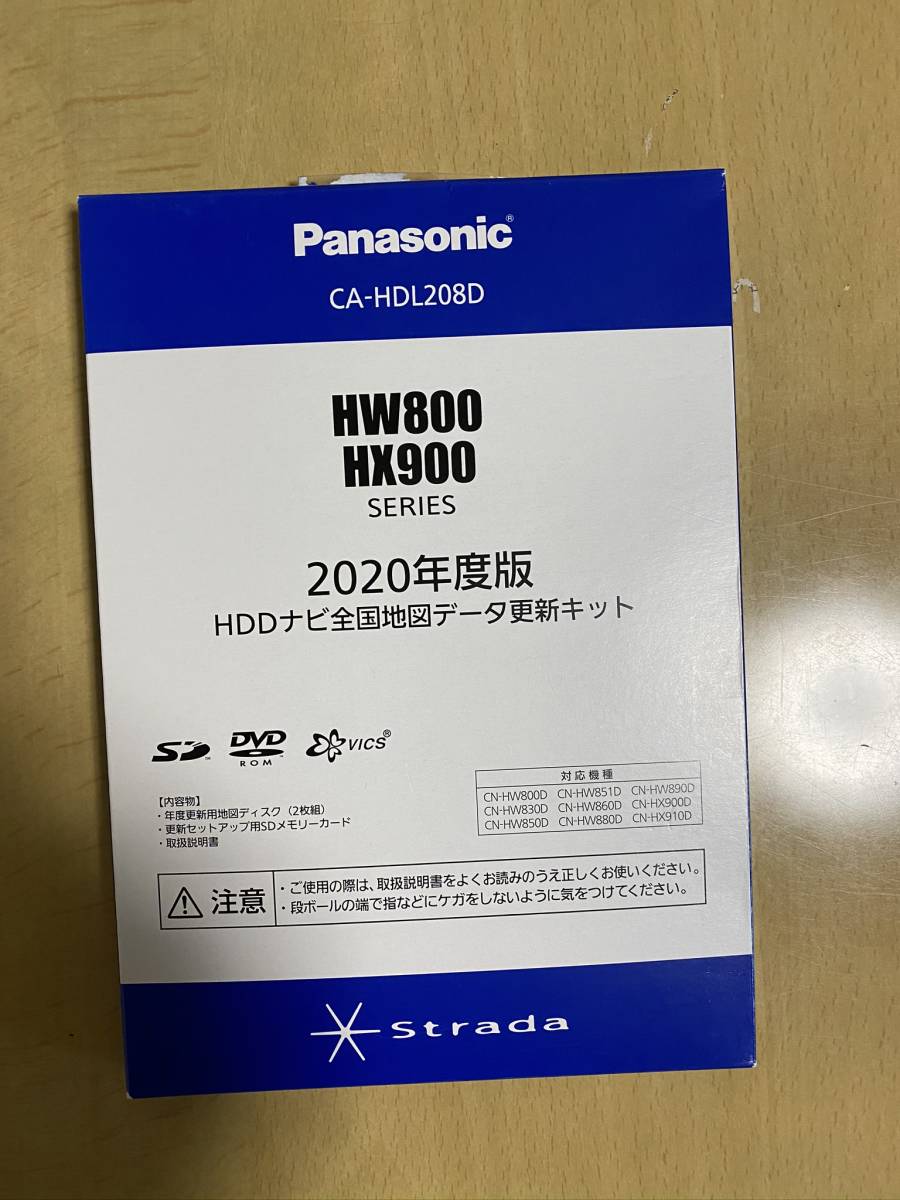 Panasonic®
CA-HDL208D
HW800
HX900
SERIES
2020年度版
HDDナビ全国地図データ更新キット
SD™ DVD ROM™ VICS®
【内容物】
・年度更新用地図ディスク（2枚組）
・更新セットアップ用SDメモリーカード
・取扱説明書
対応機種
CN-HW800D CN-HW851D CN-HW890D
CN-HW830D CN-HW860D CN-HX900D
CN-HW850D CN-HW880D CN-HX910D
注意
・ご使用の際は、取扱説明書をよくお読みのうえ正しくお使いください。
・段ボールの端で指などにケガをしないように気をつけてください。
Strada